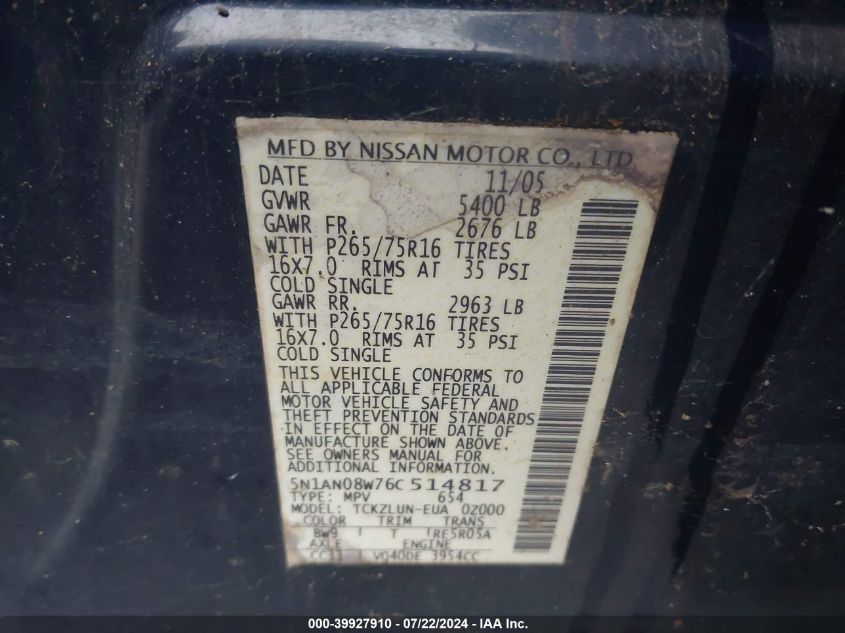 MFD BY NISSAN MOTOR CO., LTD
DATE 11/05
GVWR 5400 LB
GAWR FR. 2676 LB
WITH P265/75R16 TIRES
16X7.0 RIMS AT 35 PSI
COLD SINGLE
GAWR RR. 2963 LB
WITH P265/75R16 TIRES
16X7.0 RIMS AT 35 PSI
COLD SINGLE
THIS VEHICLE CONFORMS TO
ALL APPLICABLE FEDERAL
MOTOR VEHICLE SAFETY AND
THEFT PREVENTION STANDARDS
IN EFFECT ON THE DATE OF
MANUFACTURE SHOWN ABOVE.
SEE OWNERS MANUAL FOR
ADDITIONAL INFORMATION.
5N1AN08W76C514817
TYPE: MPV 654
MODEL: TCKZLUN-EUA 02000
COLOR TRIM TRANS
BW9 T RE5R05A
AXLE ENGINE
CC33 VQ40DE 3954CC
000-39927910 / 07/22/2024 - IAA Inc.